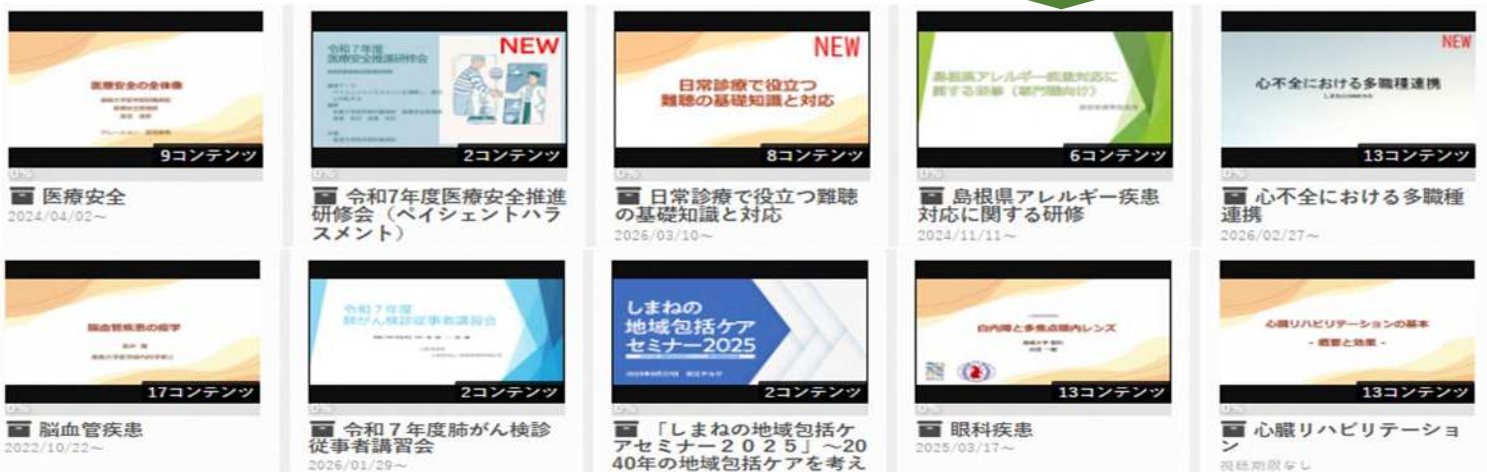 医療安全の全体像
9コンテンツ
0%
医療安全
2024/04/02~
令和7年度
医療安全推進研修会
NEW
2コンテンツ
0%
令和7年度医療安全推進
研修会(ペイシェントハラ
スメント)
NEW
日常診療で役立つ
難聴の基礎知識と対応
8コンテンツ
0%
日常診療で役立つ難聴
の基礎知識と対応
2026/03/10~
島根県アレルギー疾患対応に
関する研修(専門職向け)
6コンテンツ
0%
島根県アレルギー疾患
対応に関する研修
2024/11/11~
NEW
心不全における多職種連携
13コンテンツ
0%
心不全における多職種
連携
2026/02/27~
脳血管疾患の疫学
17コンテンツ
0%
脳血管疾患
2022/10/22~
令和7年度
肺がん検診従事者講習会
2コンテンツ
0%
令和7年度肺がん検診
従事者講習会
2026/01/29~
しまねの
地域包括ケア
セミナー2025
2コンテンツ
0%
「しまねの地域包括ケ
アセミナー2025」~20
40年の地域包括ケアを考え
白内障と多焦点眼内レンズ
13コンテンツ
0%
眼科疾患
2025/03/17~
心臓リハビリテーションの基本
- 概要と効果 -
13コンテンツ
0%
心臓リハビリテーショ
ン
視聴期限なし